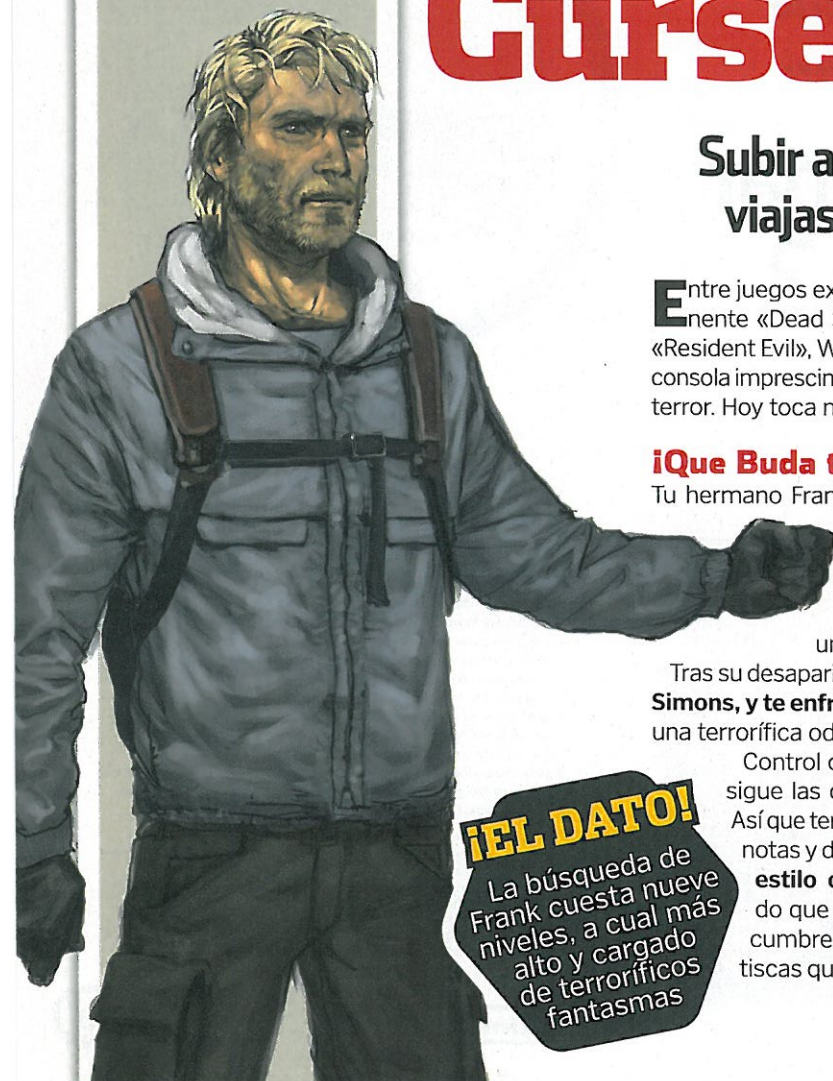 Curse
Subir a
viajas
Entre juegos ex
nente «Dead
«Resident Evil», W
consola imprescin
terror. Hoy toca n
¡Que Buda t
Tu hermano Fran
un
Tras su desapari
Simons, y te enfr
una terrorífica od
Control
sigue las
Así que ten
notas y d
estilo
do que
cumbre
tiscas qu
¡EL DATO!
La búsqueda de
Frank cuesta nueve
niveles, a cual más
alto y cargado
de terroríficos
fantasmas